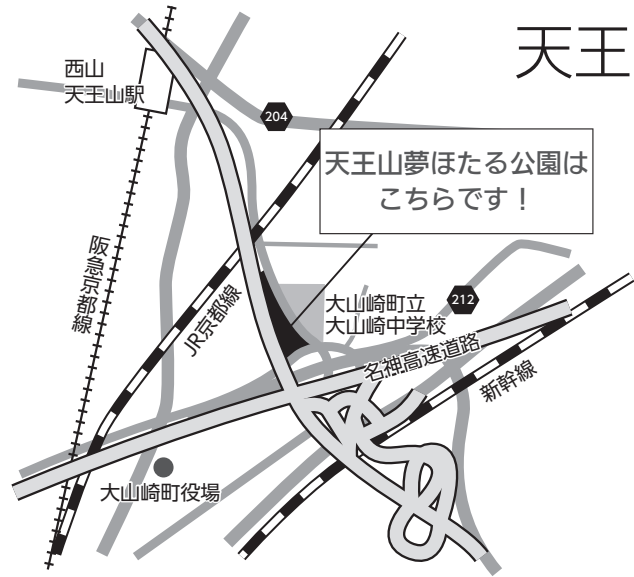 天王
西山
天王山駅
204
天王山夢ほたる公園は
こちらです！
阪急京都線
JR京都線
大山崎町立
大山崎中学校
212
名神高速道路
新幹線
大山崎町役場